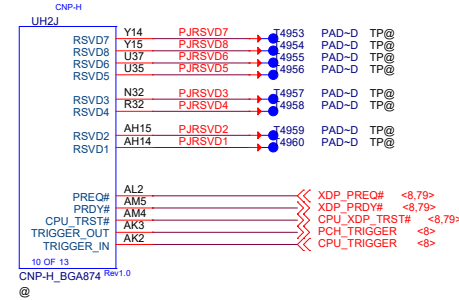 CNP-H
UH2J
RSVD7 Y14 PJRSVD7 T4953 PAD~D TP@
RSVD8 Y15 PJRSVD8 T4954 PAD~D TP@
RSVD6 U37 PJRSVD6 T4955 PAD~D TP@
RSVD5 U35 PJRSVD5 T4956 PAD~D TP@
RSVD3 N32 PJRSVD3 T4957 PAD~D TP@
RSVD4 R32 PJRSVD4 T4958 PAD~D TP@
RSVD2 AH15 PJRSVD2 T4959 PAD~D TP@
RSVD1 AH14 PJRSVD1 T4960 PAD~D TP@
PREQ# AL2 XDP_PREQ# <8,79>
PRDY# AM5 XDP_PRDY# <8,79>
CPU_TRST# AM4 CPU_XDP_TRST# <8,79>
TRIGGER_OUT AK3 PCH_TRIGGER <8>
TRIGGER_IN AK2 CPU_TRIGGER <8>
10 OF 13
CNP-H_BGA874 Rev1.0
@